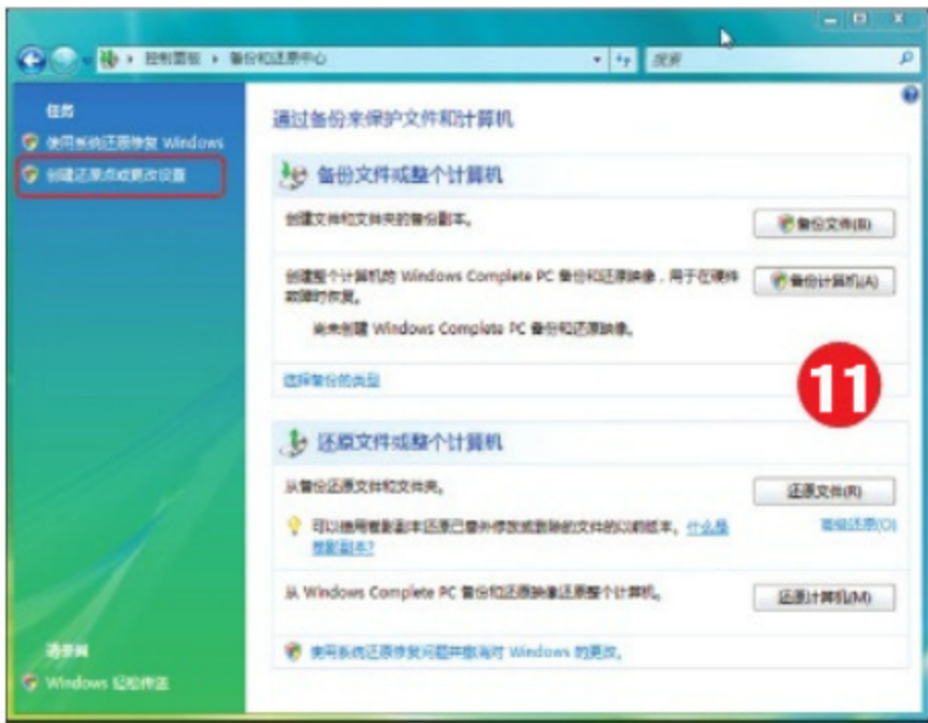 控制面板 ▸ 备份和还原中心
搜索
任务
使用系统还原修复 Windows
创建还原点或更改设置
通过备份来保护文件和计算机
备份文件或整个计算机
创建文件和文件夹的备份副本。
备份文件(B)
创建整个计算机的 Windows Complete PC 备份和还原映像，用于在硬件
故障时恢复。
备份计算机(A)
尚未创建 Windows Complete PC 备份和还原映像。
选择备份的类型
11
还原文件或整个计算机
从备份还原文件和文件夹。
还原文件(R)
可以使用卷影副本还原已意外修改或删除的文件的以前版本。什么是
卷影副本?
高级还原(O)
从 Windows Complete PC 备份和还原映像还原整个计算机。
还原计算机(M)
使用系统还原修复问题并撤消对 Windows 的更改。
请参阅
Windows 轻松传送